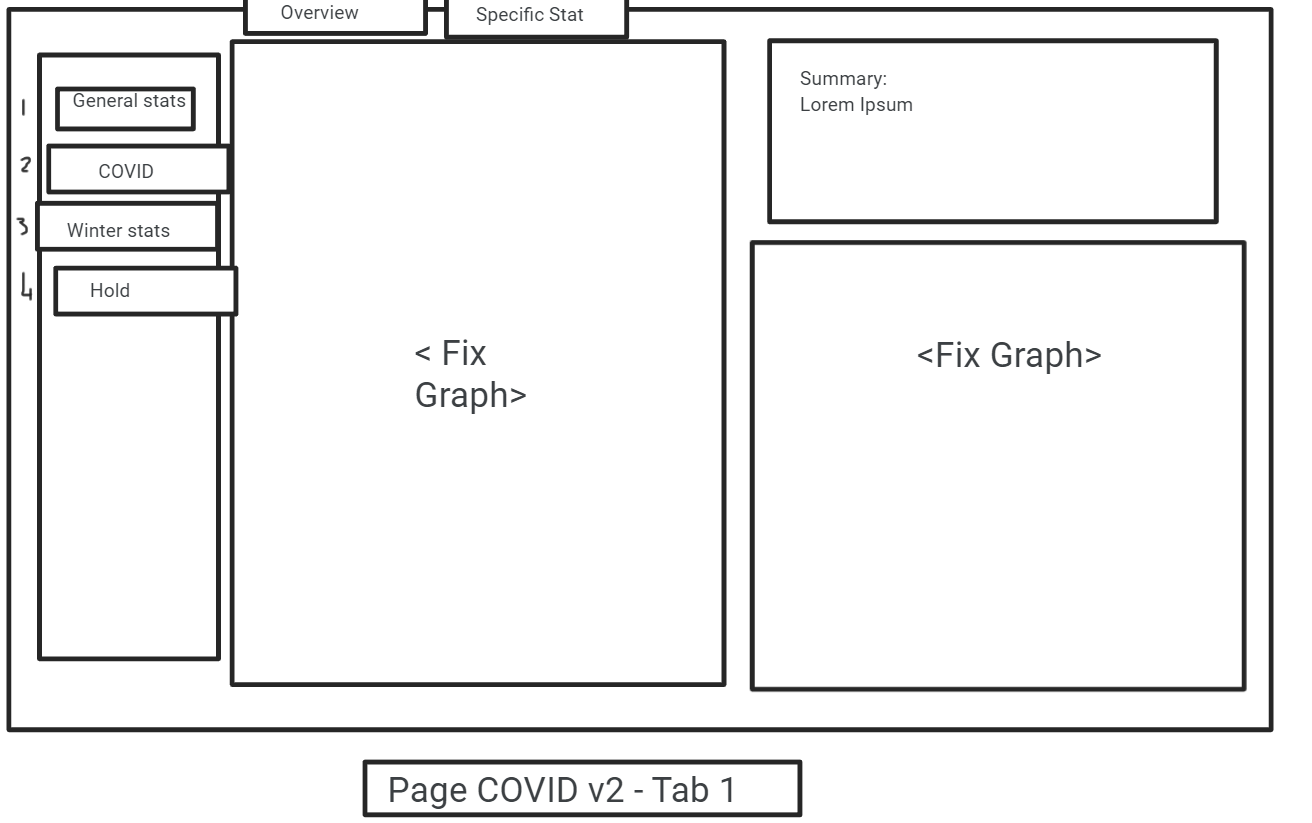 Overview
Specific Stat
1
General stats
2
COVID
3
Winter stats
4
Hold
< Fix
Graph>
Summary:
Lorem Ipsum
<Fix Graph>
Page COVID v2 - Tab 1